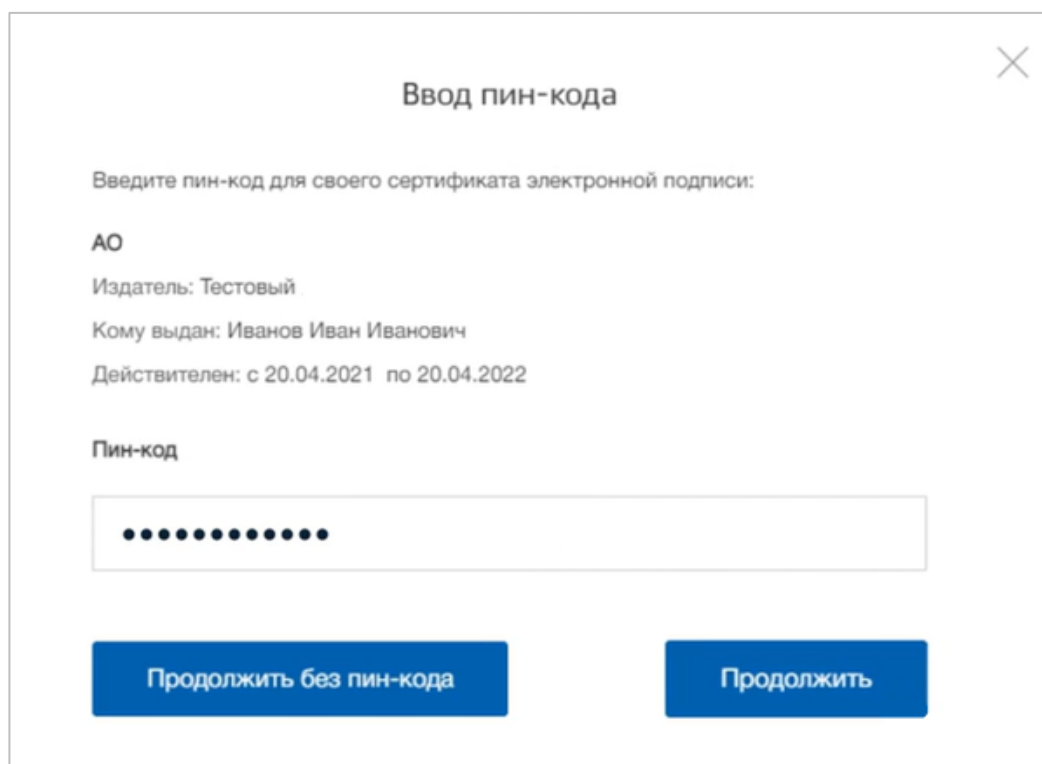 Ввод пин-кода
Введите пин-код для своего сертификата электронной подписи:
АО
Издатель: Тестовый
Кому выдан: Иванов Иван Иванович
Действителен: с 20.04.2021 по 20.04.2022
Пин-код
••••••••••••
Продолжить без пин-кода
Продолжить